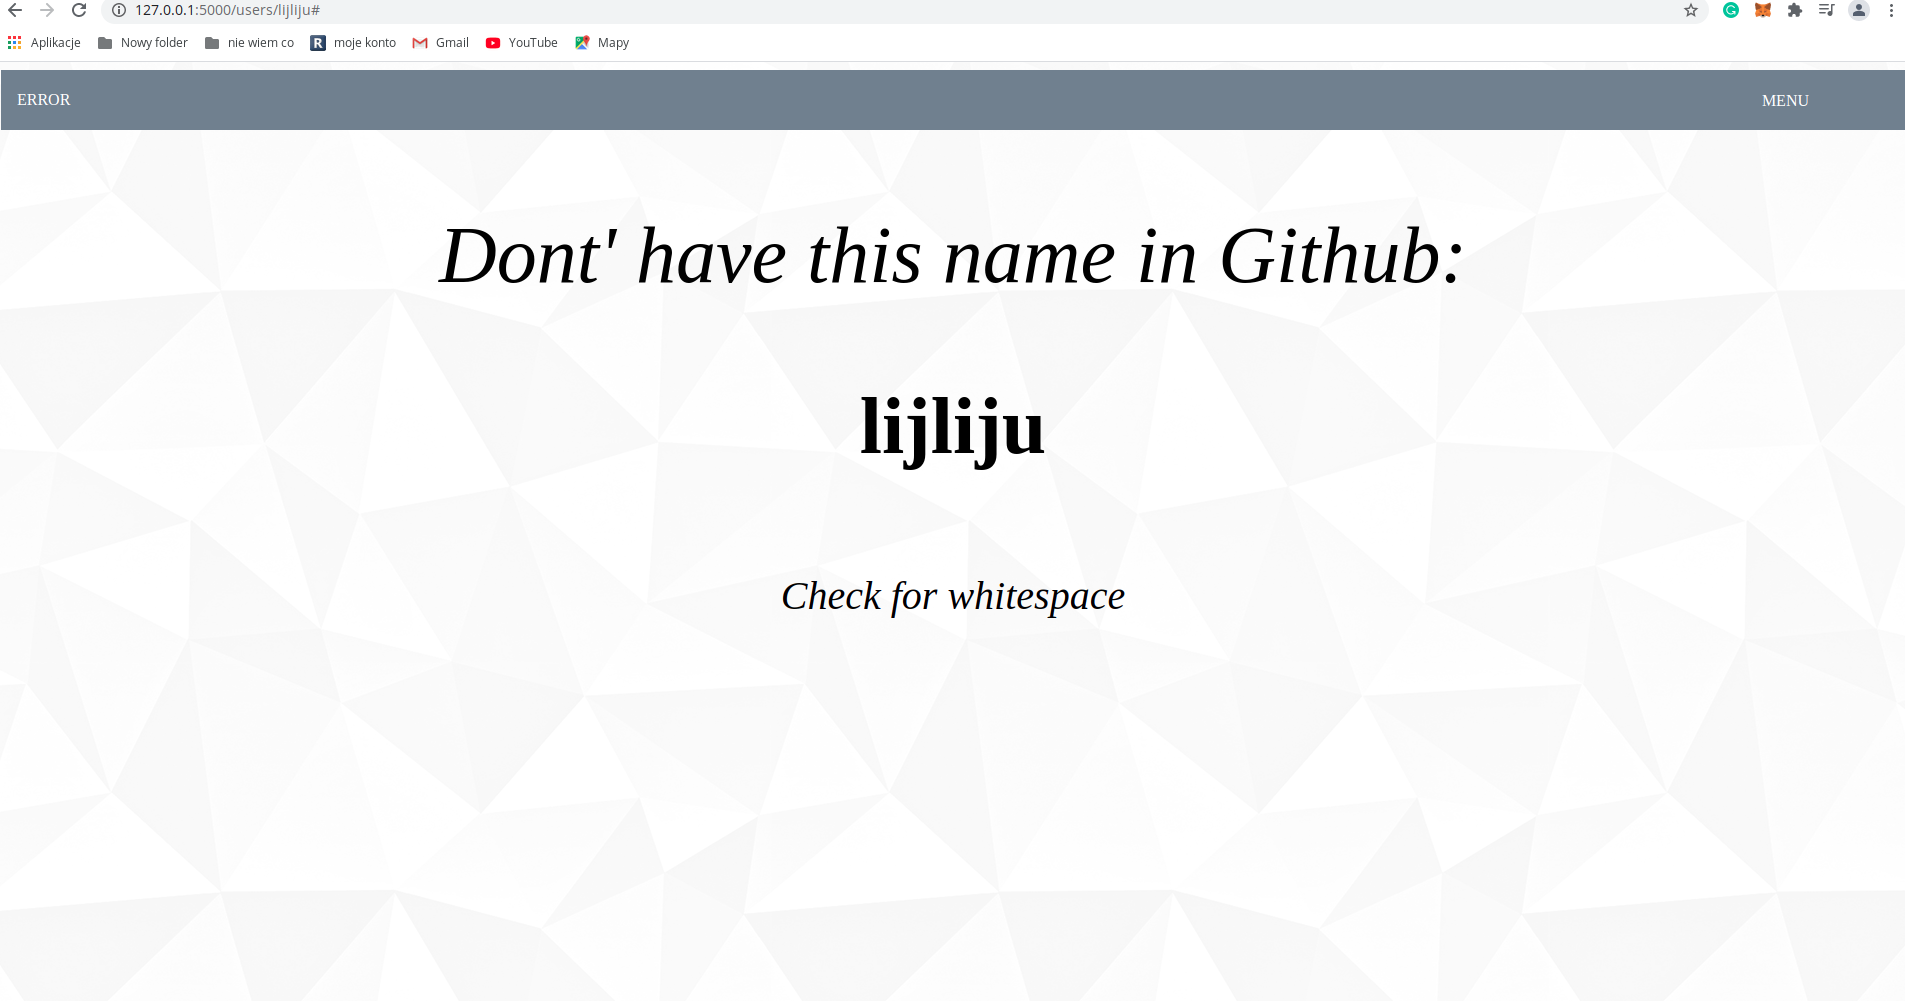 127.0.0.1:5000/users/lijliju#
Aplikacje Nowy folder nie wiem co R moje konto Gmail YouTube Mapy
ERROR MENU
Dont' have this name in Github:
lijliju
Check for whitespace